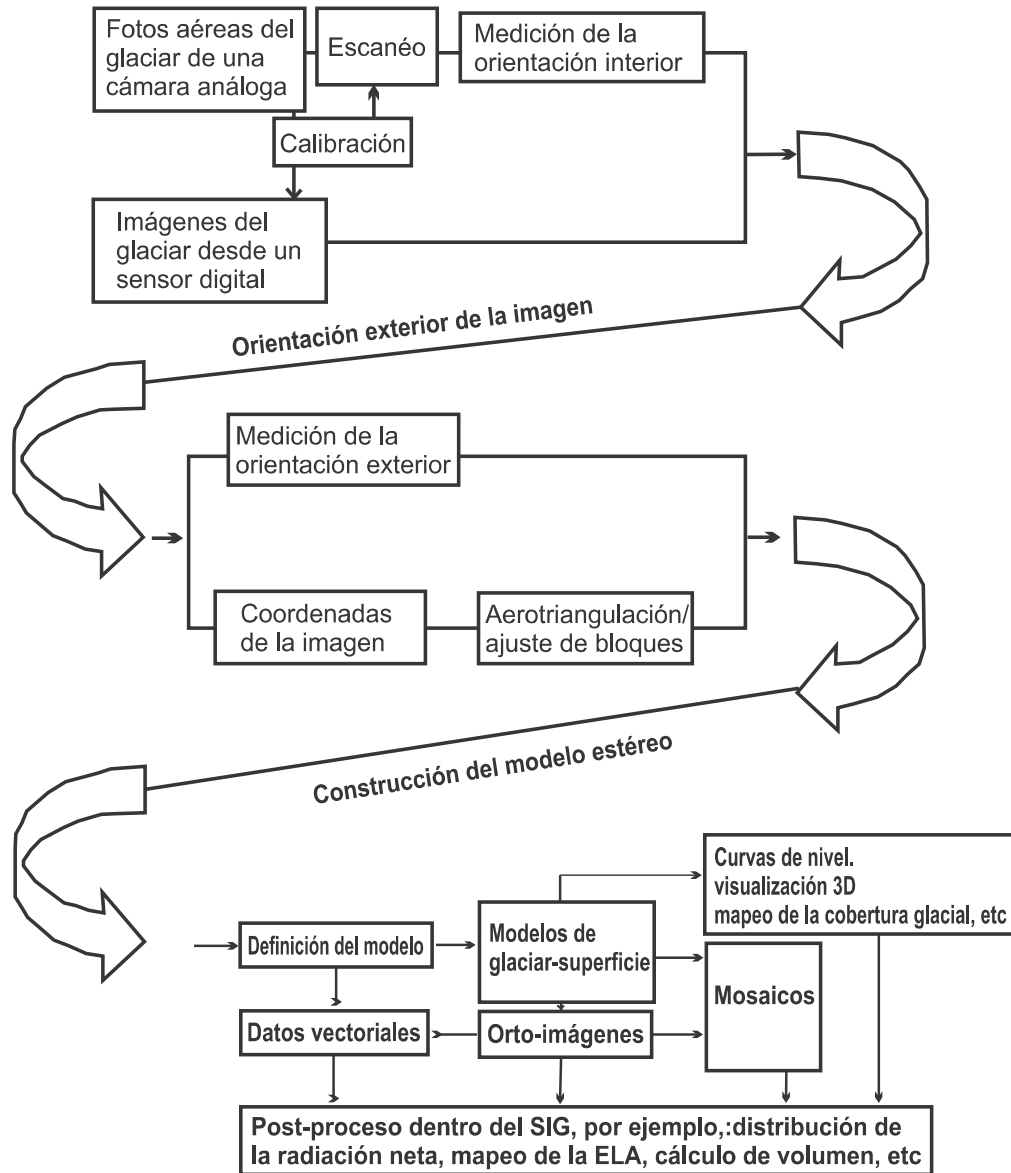 Fotos aéreas del
glaciar de una
cámara análoga
Escanéo
Medición de la
orientación interior
Calibración
Imágenes del
glaciar desde un
sensor digital
Orientación exterior de la imagen
Medición de la
orientación exterior
Coordenadas
de la imagen
Aerotriangulación/
ajuste de bloques
Construcción del modelo estéreo
Curvas de nivel.
visualización 3D
mapeo de la cobertura glacial, etc
Definición del modelo
Modelos de
glaciar-superficie
Mosaicos
Datos vectoriales
Orto-imágenes
Post-proceso dentro del SIG, por ejemplo,:distribución de
la radiación neta, mapeo de la ELA, cálculo de volumen, etc